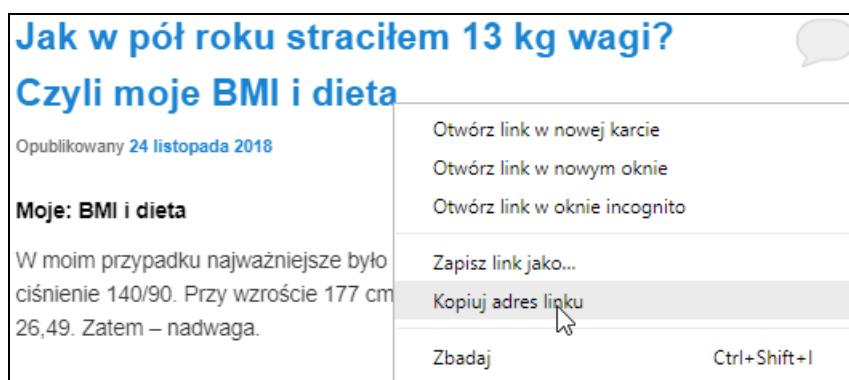 Jak w pół roku straciłem 13 kg wagi?
Czyli moje BMI i dieta
Opublikowany 24 listopada 2018
Moje: BMI i dieta
W moim przypadku najważniejsze było
ciśnienie 140/90. Przy wzroście 177 cm
26,49. Zatem – nadwaga.
Otwórz link w nowej karcie
Otwórz link w nowym oknie
Otwórz link w oknie incognito
Zapisz link jako...
Kopiuj adres linku
Zbadaj Ctrl+Shift+I